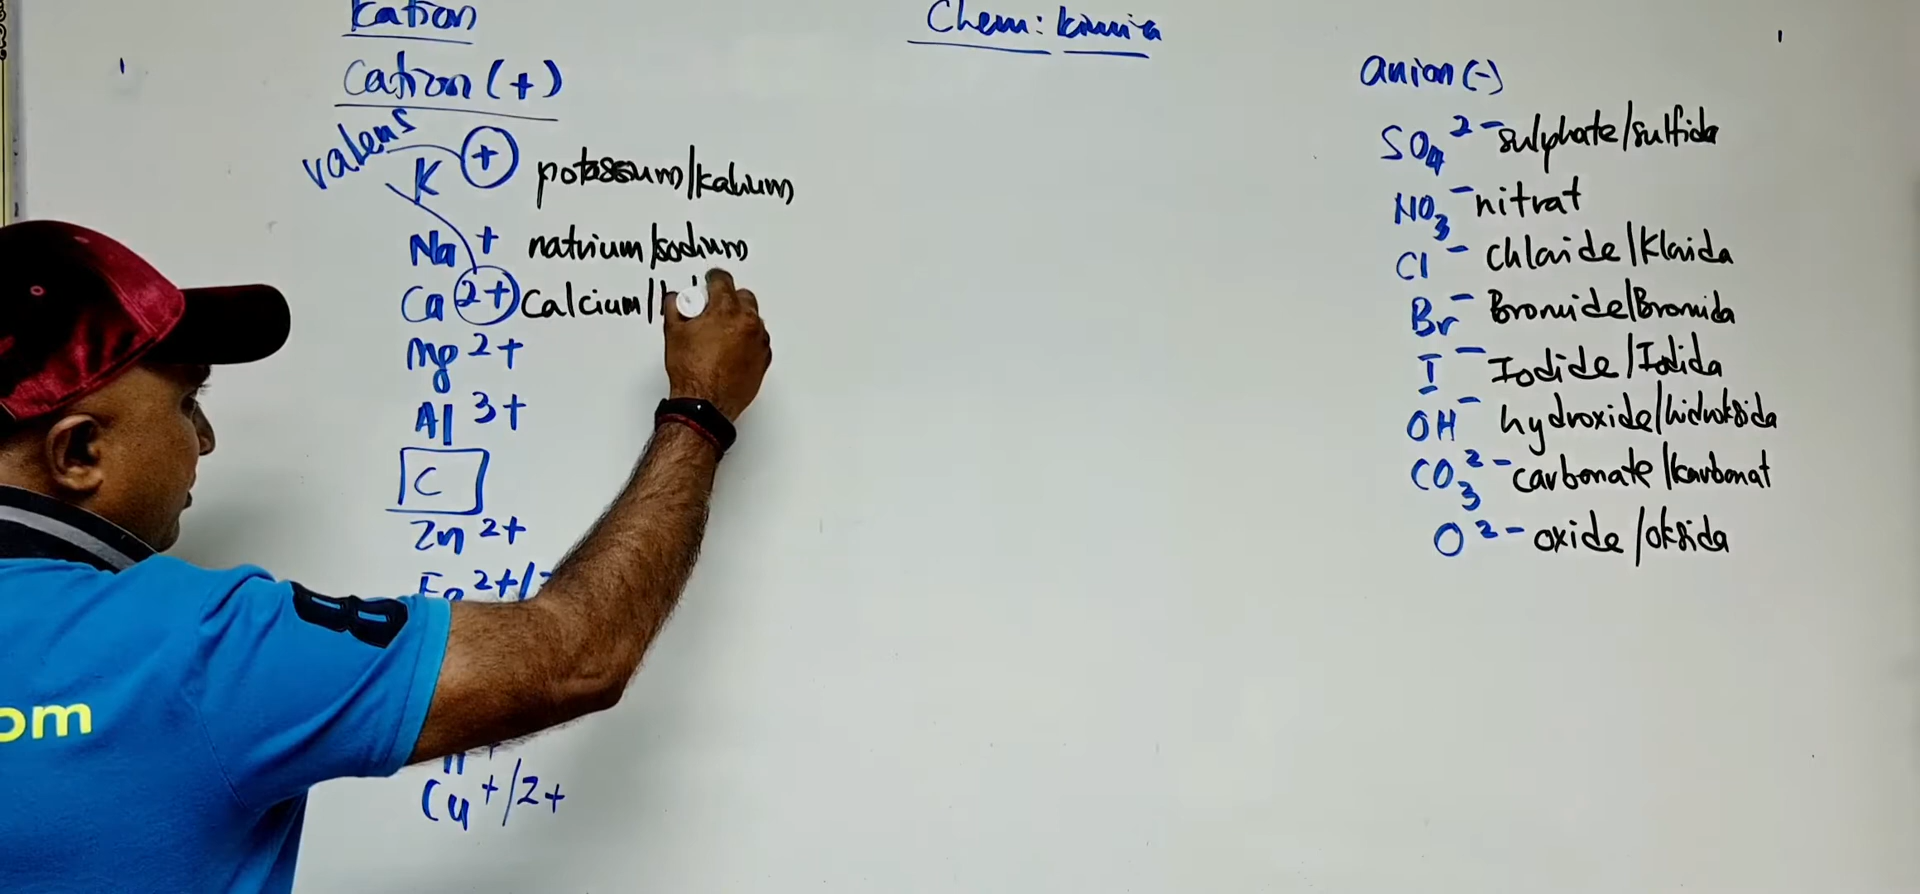 Kation
Cation (+)
valens
K + potassium/kalium
Na + natrium/sodium
Ca 2+ Calcium/
Mg 2+
Al 3+
C
Zn 2+
Fe 2+/
Cu +/2+
Chem: kimia
anion (-)
SO4 2- sulphate/sulfida
NO3 - nitrat
Cl - chloride/Klorida
Br - Bromide/Bromida
I - Iodide/Iodida
OH - hydroxide/hidroksida
CO3 2- carbonate/karbonat
O 2- oxide/oksida
om